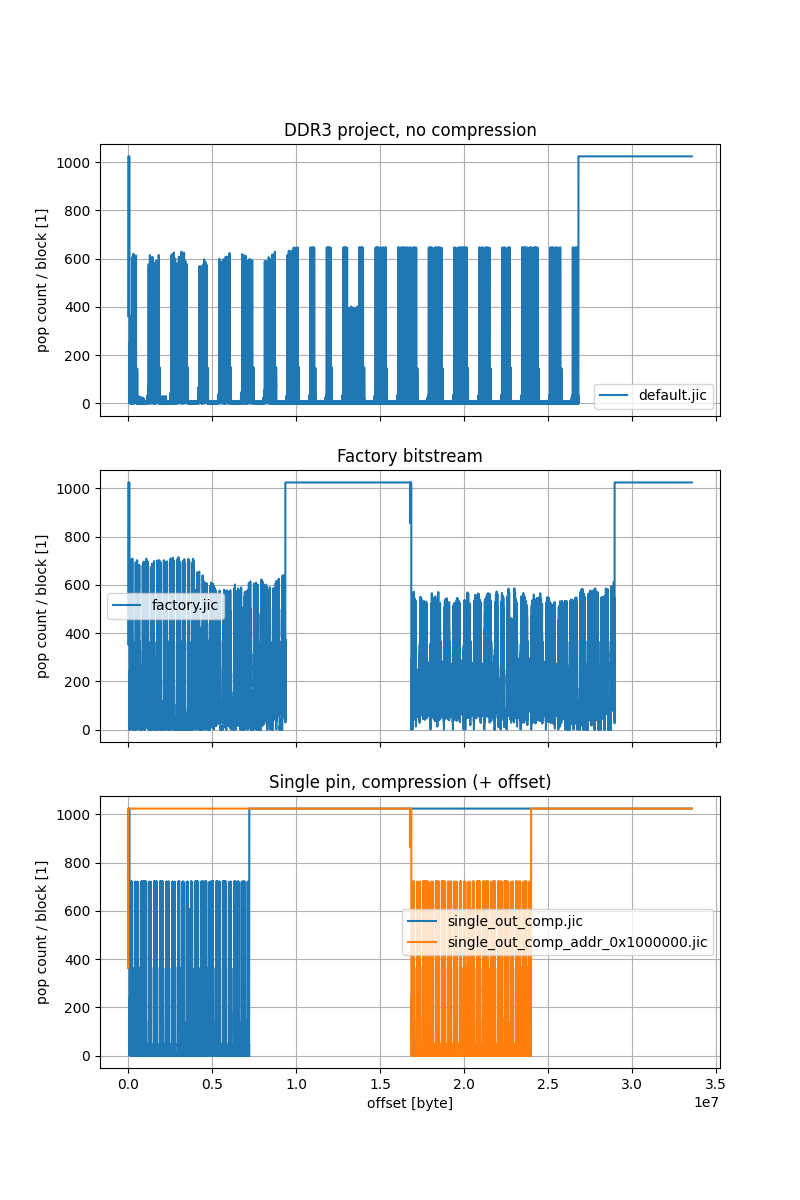 DDR3 project, no compression
1000
800
600
400
200
0
pop count / block [1]
default.jic
Factory bitstream
1000
800
600
400
200
0
pop count / block [1]
factory.jic
Single pin, compression (+ offset)
1000
800
600
400
200
0
pop count / block [1]
single_out_comp.jic
single_out_comp_addr_0x1000000.jic
0.0 0.5 1.0 1.5 2.0 2.5 3.0 3.5
offset [byte]
1e7